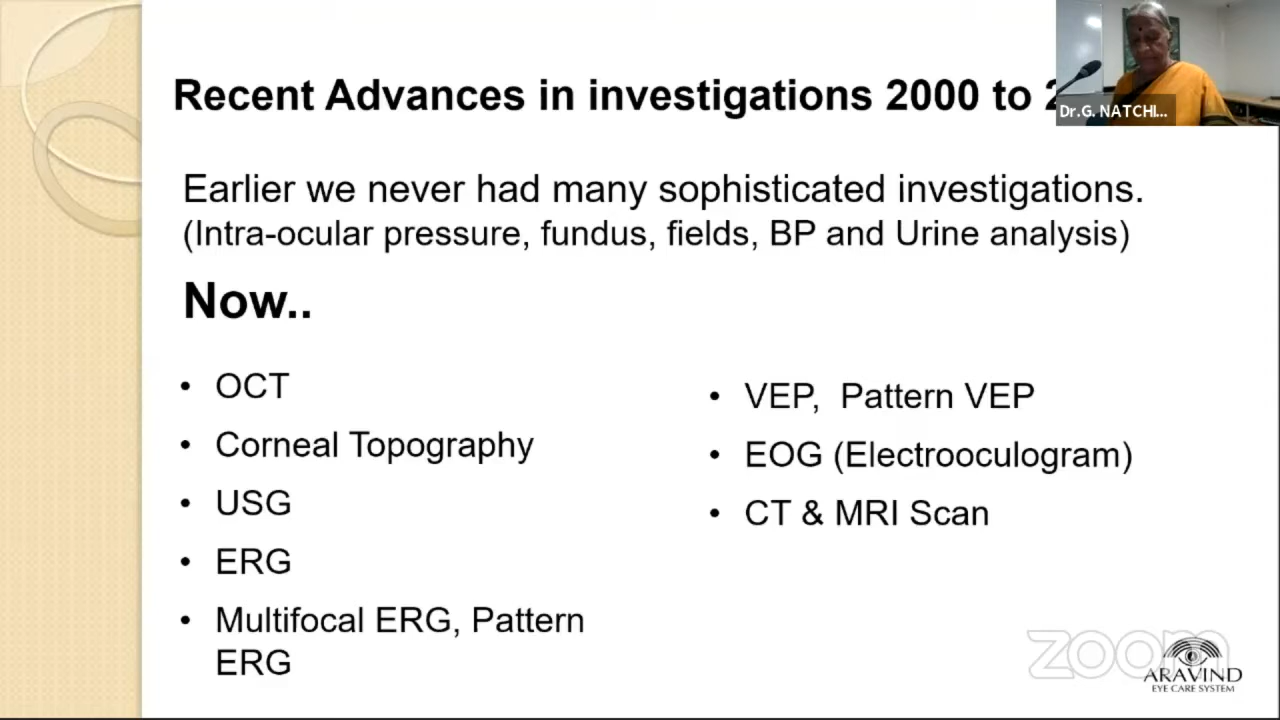 Recent Advances in investigations 2000 to
Dr.G. NATCHI...
Earlier we never had many sophisticated investigations.
(Intra-ocular pressure, fundus, fields, BP and Urine analysis)
Now..
• OCT
• Corneal Topography
• USG
• ERG
• Multifocal ERG, Pattern
ERG
• VEP, Pattern VEP
• EOG (Electrooculogram)
• CT & MRI Scan
zoom
ARAVIND
EYE CARE SYSTEM